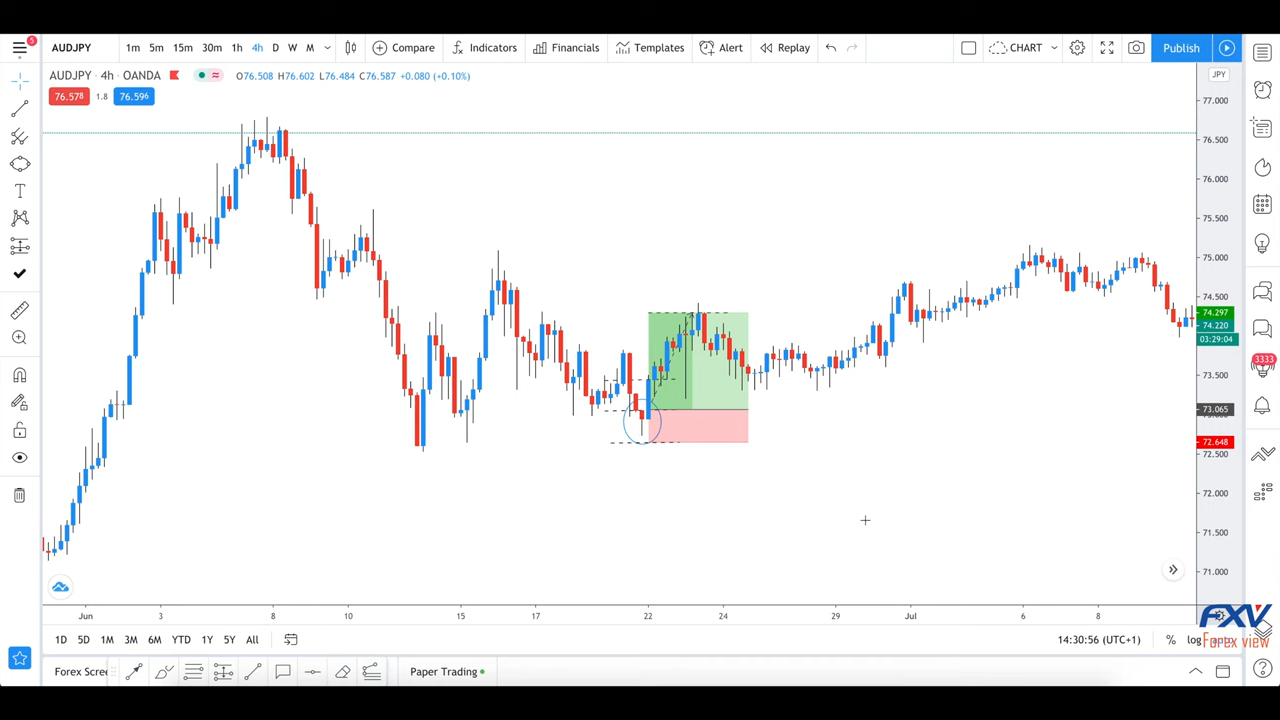 5
AUDJPY 1m 5m 15m 30m 1h 4h D W M Compare Indicators Financials Templates Alert Replay CHART Publish
AUDJPY · 4h · OANDA O76.508 H76.602 L76.484 C76.587 +0.080 (+0.10%)
JPY
76.578 1.8 76.596
77.000
76.500
76.000
75.500
75.000
74.500
74.297
74.220
03:29:04
3333
73.500
73.065
72.648
72.500
72.000
71.500
71.000
Jun 3 8 10 15 17 22 24 29 Jul 6 8
FXV
Forex view
1D 5D 1M 3M 6M YTD 1Y 5Y All 14:30:56 (UTC+1) % log auto
Forex Scree Paper Trading